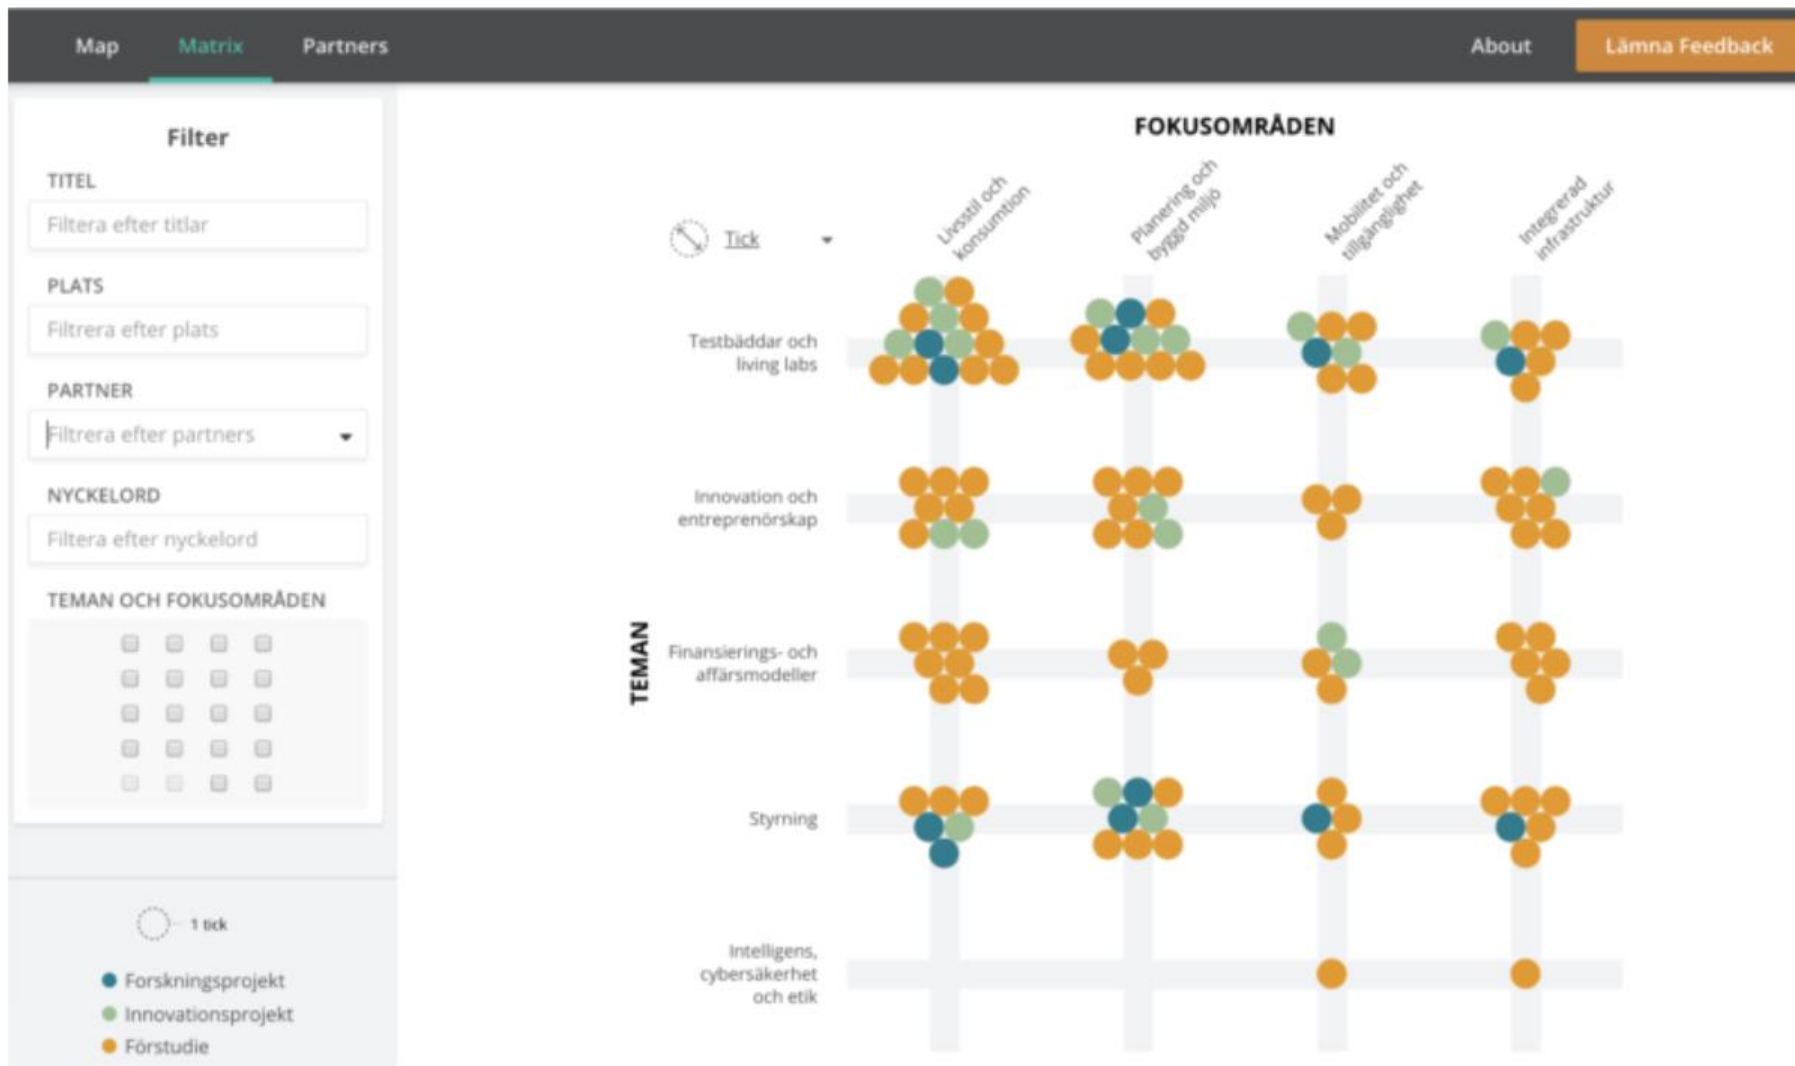 Map
Matrix
Partners
About
Lämna Feedback
Filter
TITEL
Filtera efter titlar
PLATS
Filtrera efter plats
PARTNER
Filtrera efter partners
NYCKELORD
Filtera efter nyckelord
TEMAN OCH FOKUSOMRÅDEN
1 tick
Forskningsprojekt
Innovationsprojekt
Förstudie
FOKUSOMRÅDEN
Tick
Livsstil och
konsumtion
Planering och
byggd miljö
Mobilitet och
tillgänglighet
Integrerad
infrastruktur
TEMAN
Testbäddar och
living labs
Innovation och
entreprenörskap
Finansierings- och
affärsmodeller
Styrning
Intelligens,
cybersäkerhet
och etik